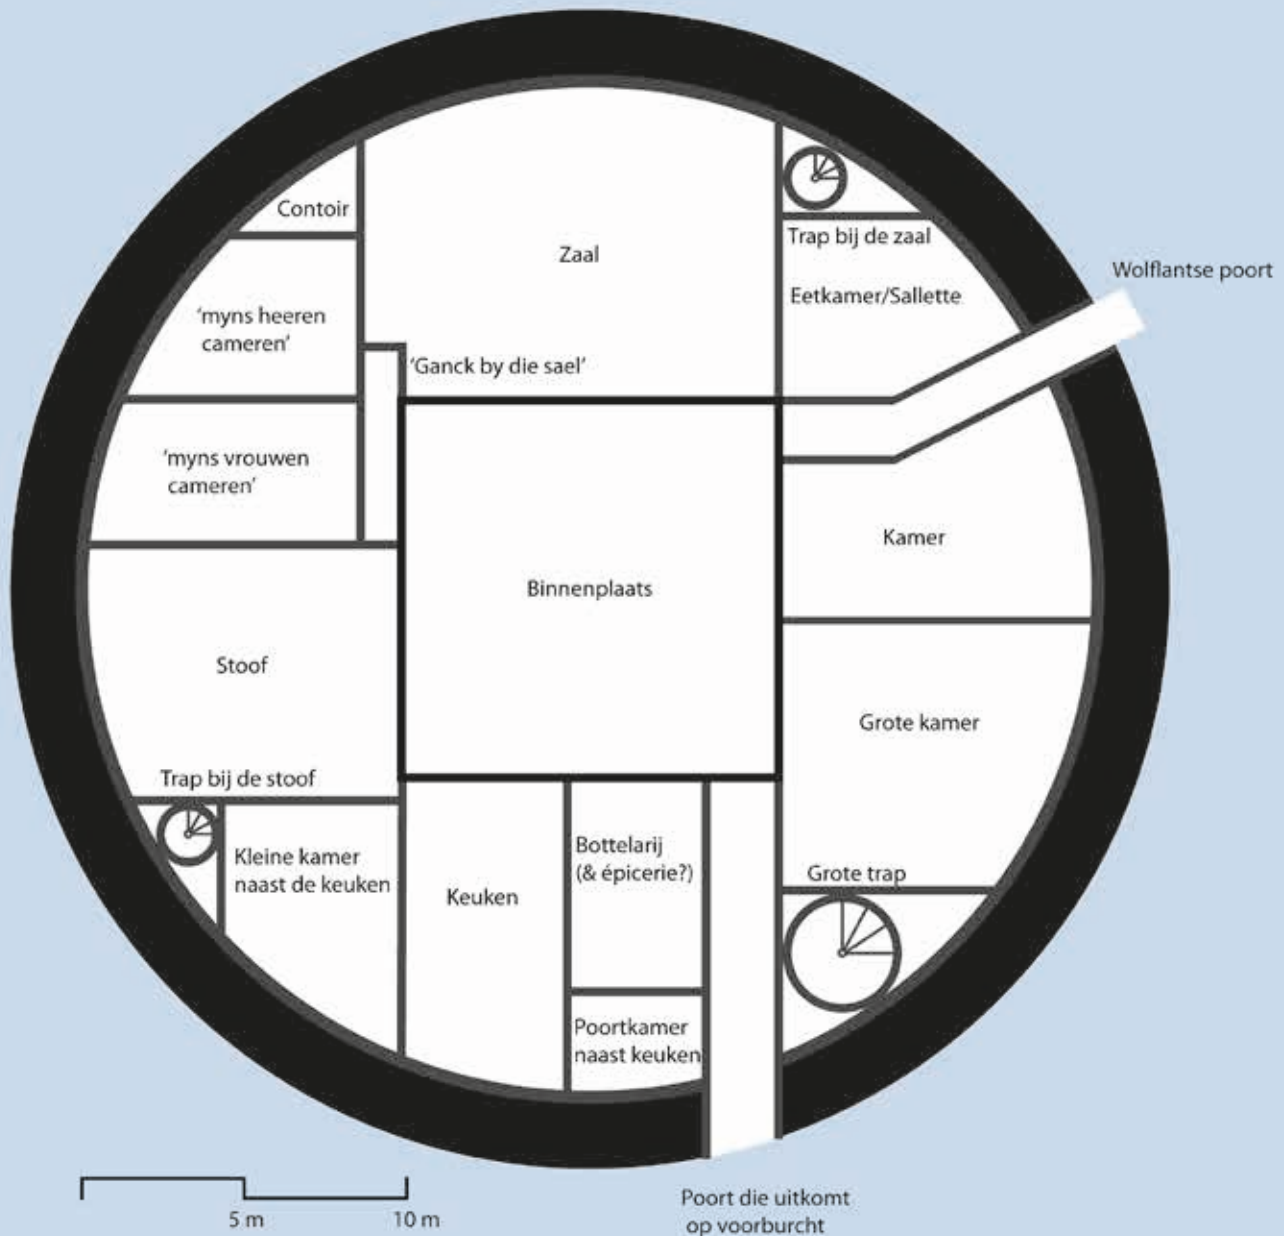 Contoir
Zaal
Trap bij de zaal
Eetkamer/Sallette
Wolflantse poort
'myns heeren
cameren'
'Ganck by die sael'
'myns vrouwen
cameren'
Kamer
Binnenplaats
Stoof
Grote kamer
Trap bij de stoof
Kleine kamer
naast de keuken
Keuken
Bottelarij
(& épicerie?)
Grote trap
Poortkamer
naast keuken
5 m
10 m
Poort die uitkomt
op voorburcht